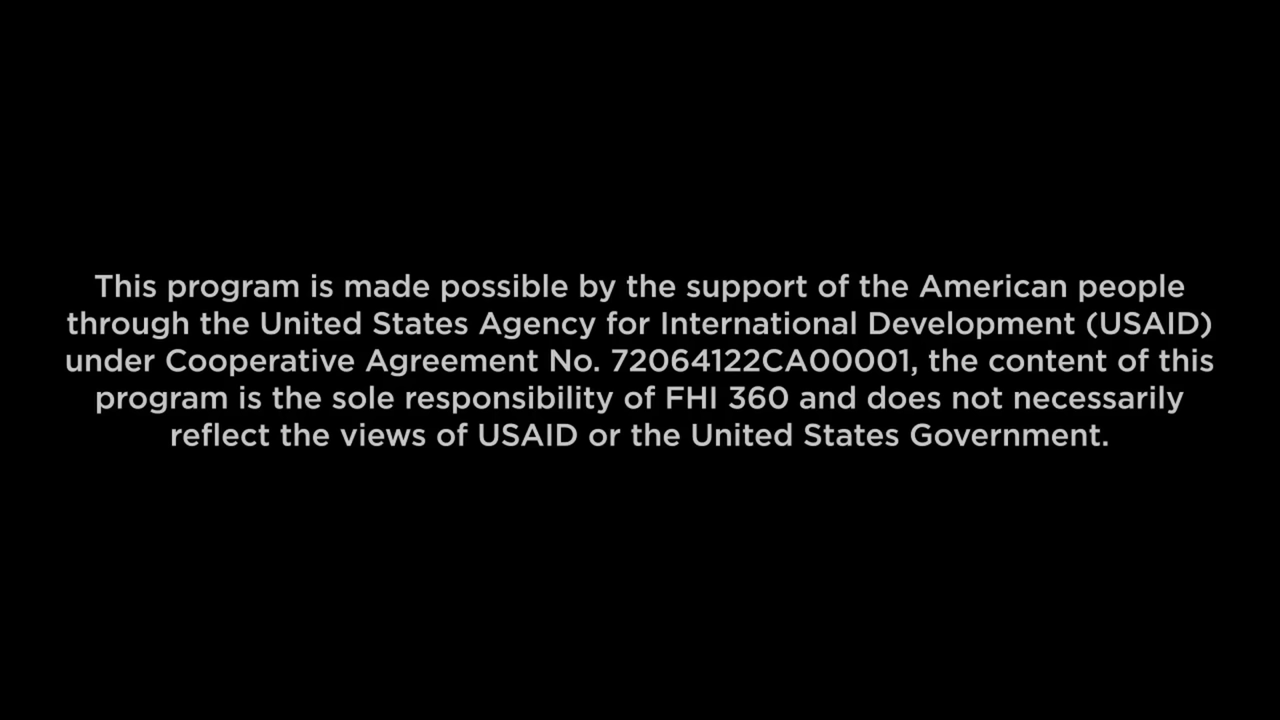 This program is made possible by the support of the American people
through the United States Agency for International Development (USAID)
under Cooperative Agreement No. 72064122CA00001, the content of this
program is the sole responsibility of FHI 360 and does not necessarily
reflect the views of USAID or the United States Government.